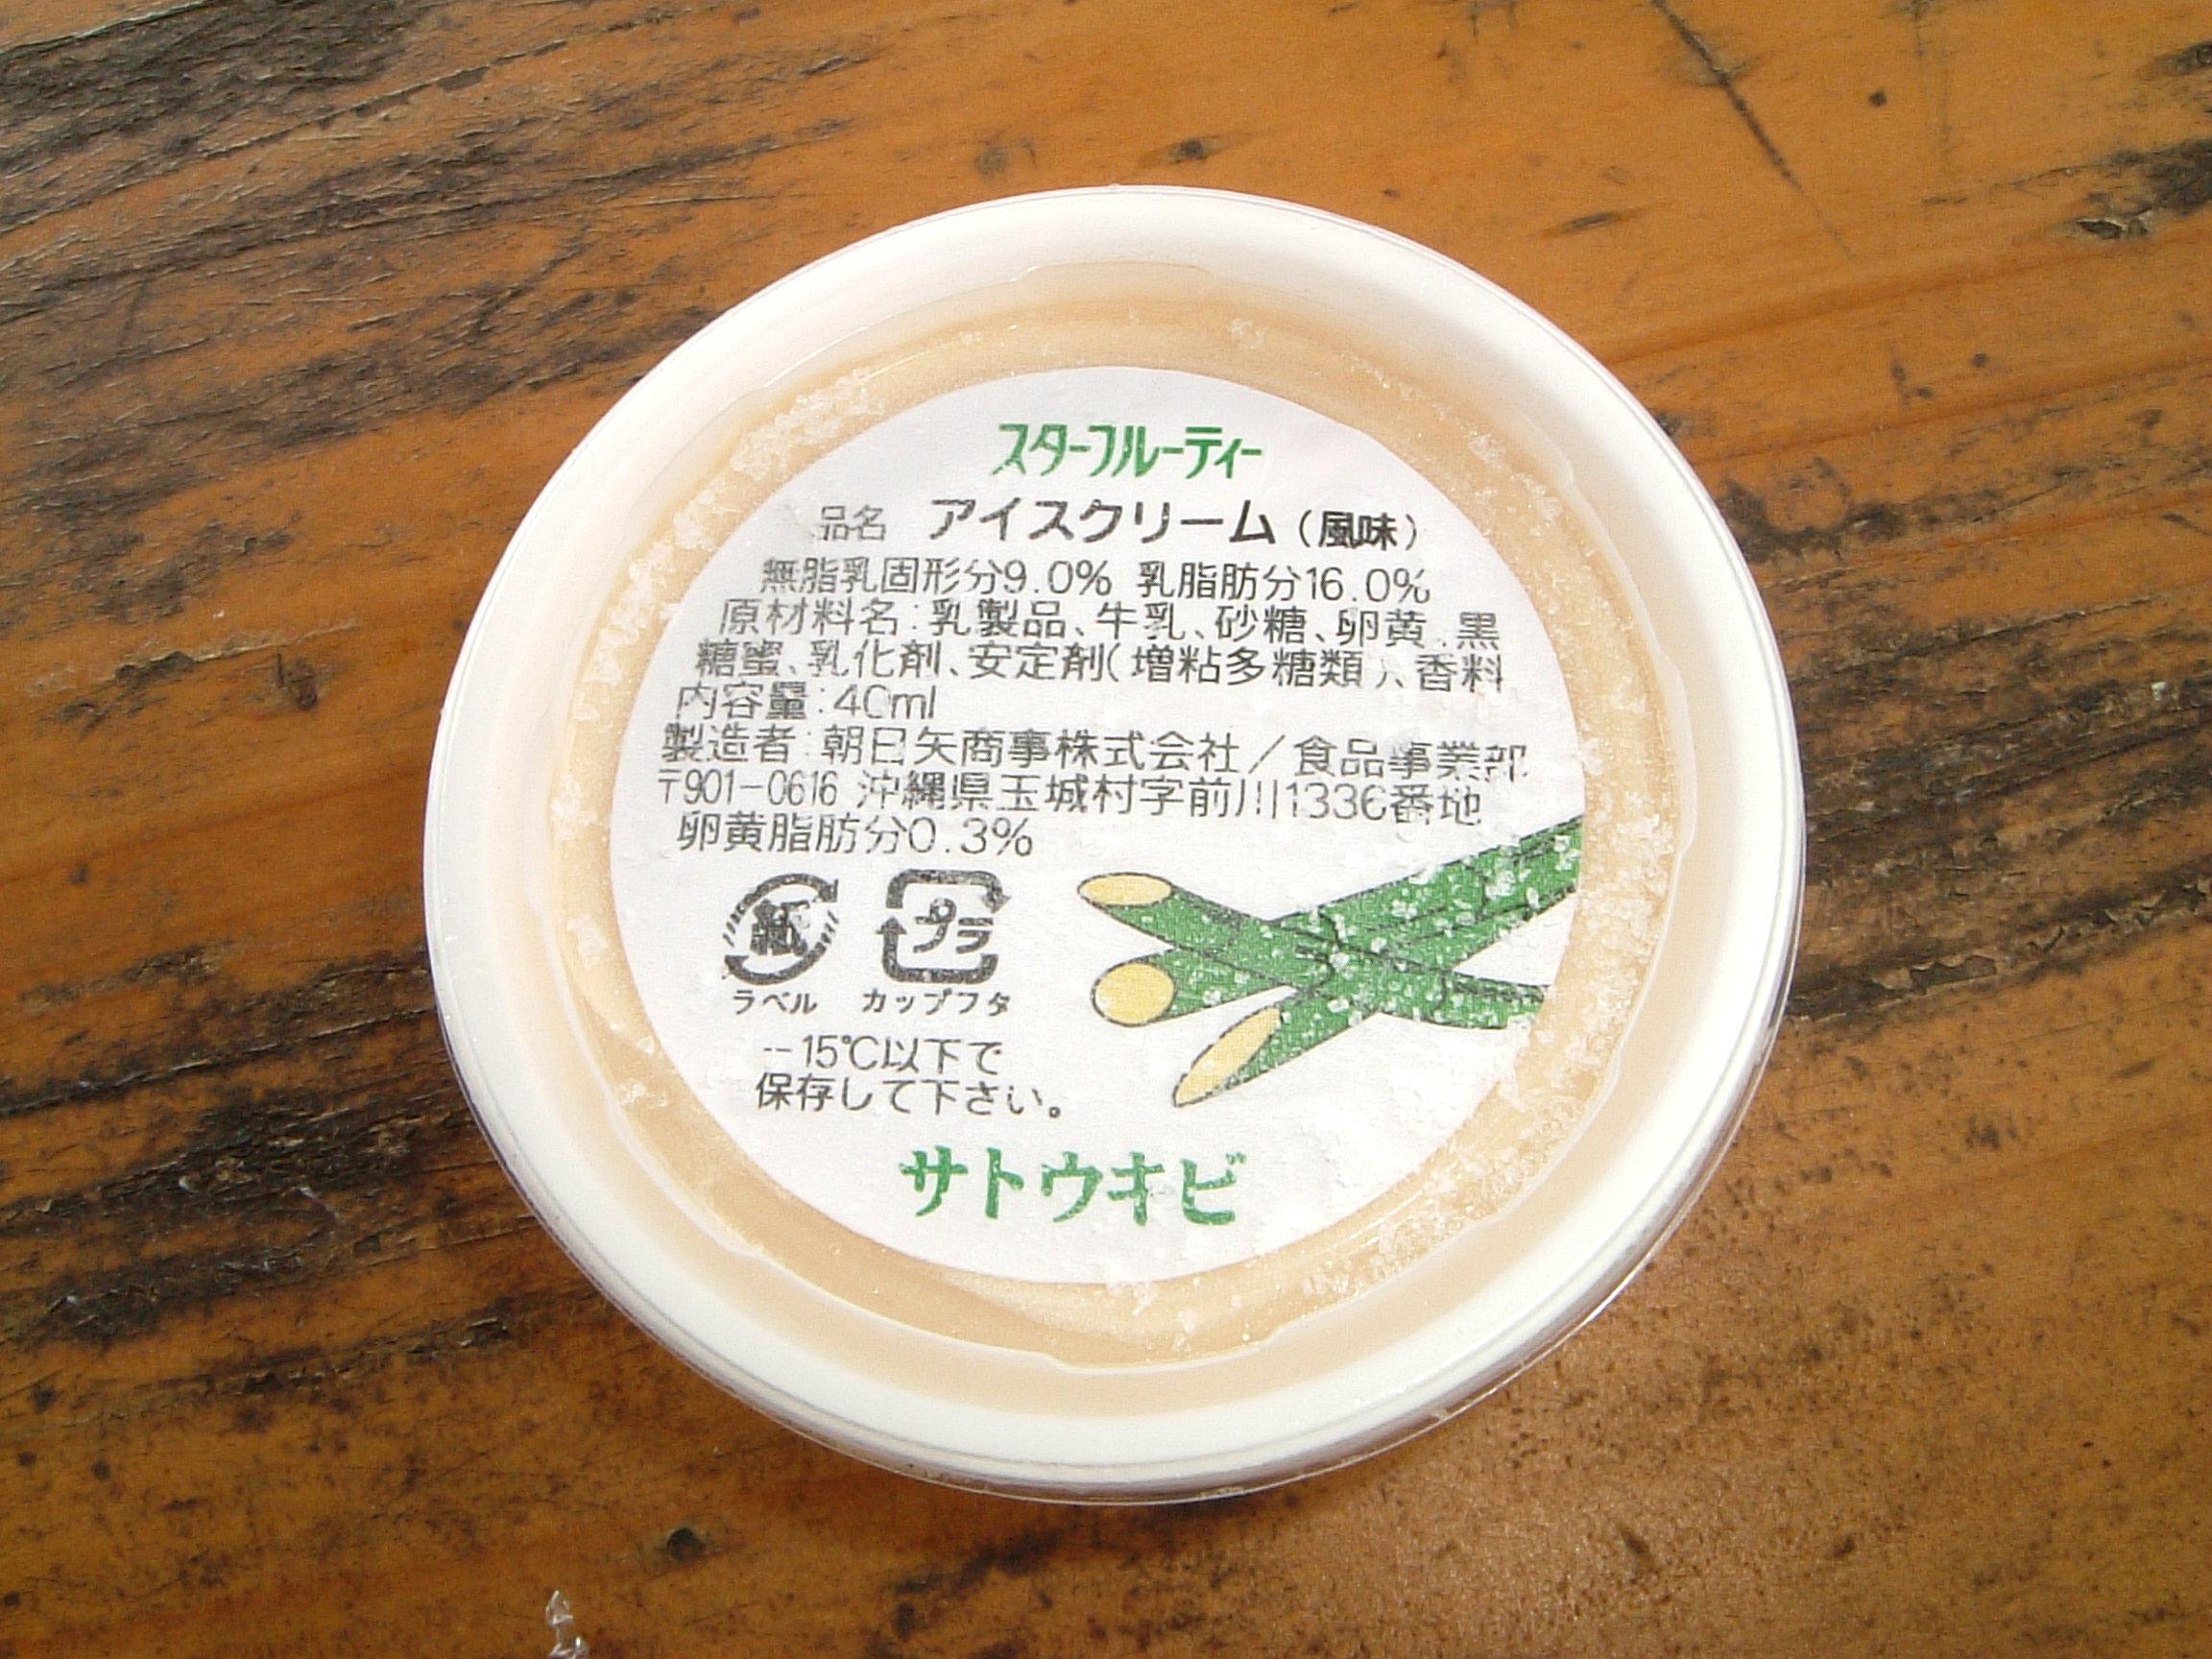 スターフルーティー
品名 アイスクリーム(風味)
無脂乳固形分9.0% 乳脂肪分16.0%
原材料名:乳製品、牛乳、砂糖、卵黄、黒
糖蜜、乳化剤、安定剤(増粘多糖類)、香料
内容量:40ml
製造者:朝日矢商事株式会社/食品事業部
〒901-0616 沖縄県玉城村字前川1336番地
卵黄脂肪分0.3%
紙 プラ
ラベル カップフタ
-15℃以下で
保存して下さい。
サトウキビ